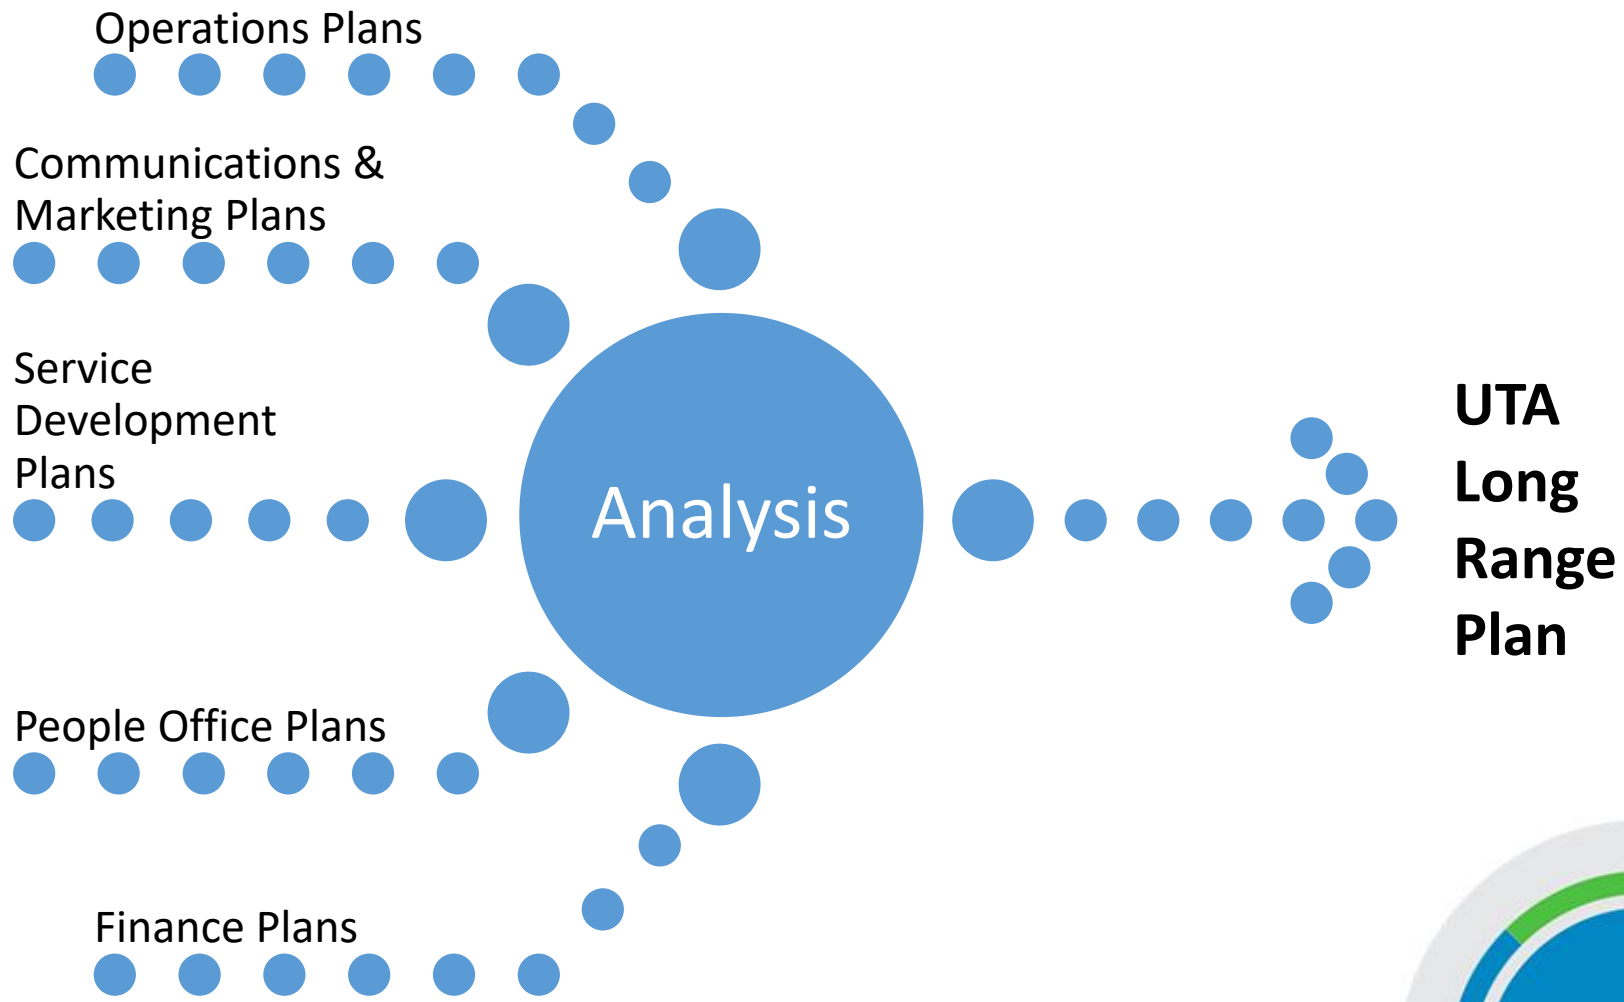 Operations Plans
Communications &
Marketing Plans
Service
Development
Plans
Analysis
People Office Plans
Finance Plans
UTA
Long
Range
Plan